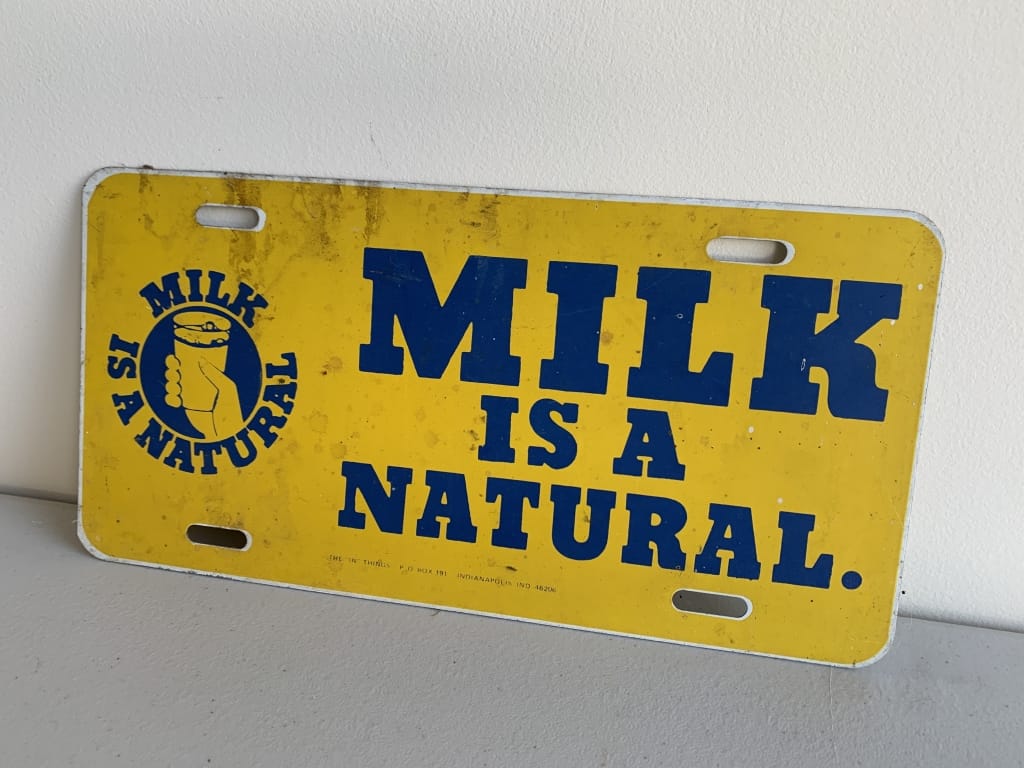 MILK
IS A NATURAL
MILK
IS A
NATURAL.
THE "IN" THINGS P.O BOX 191 INDIANAPOLIS IND 46206